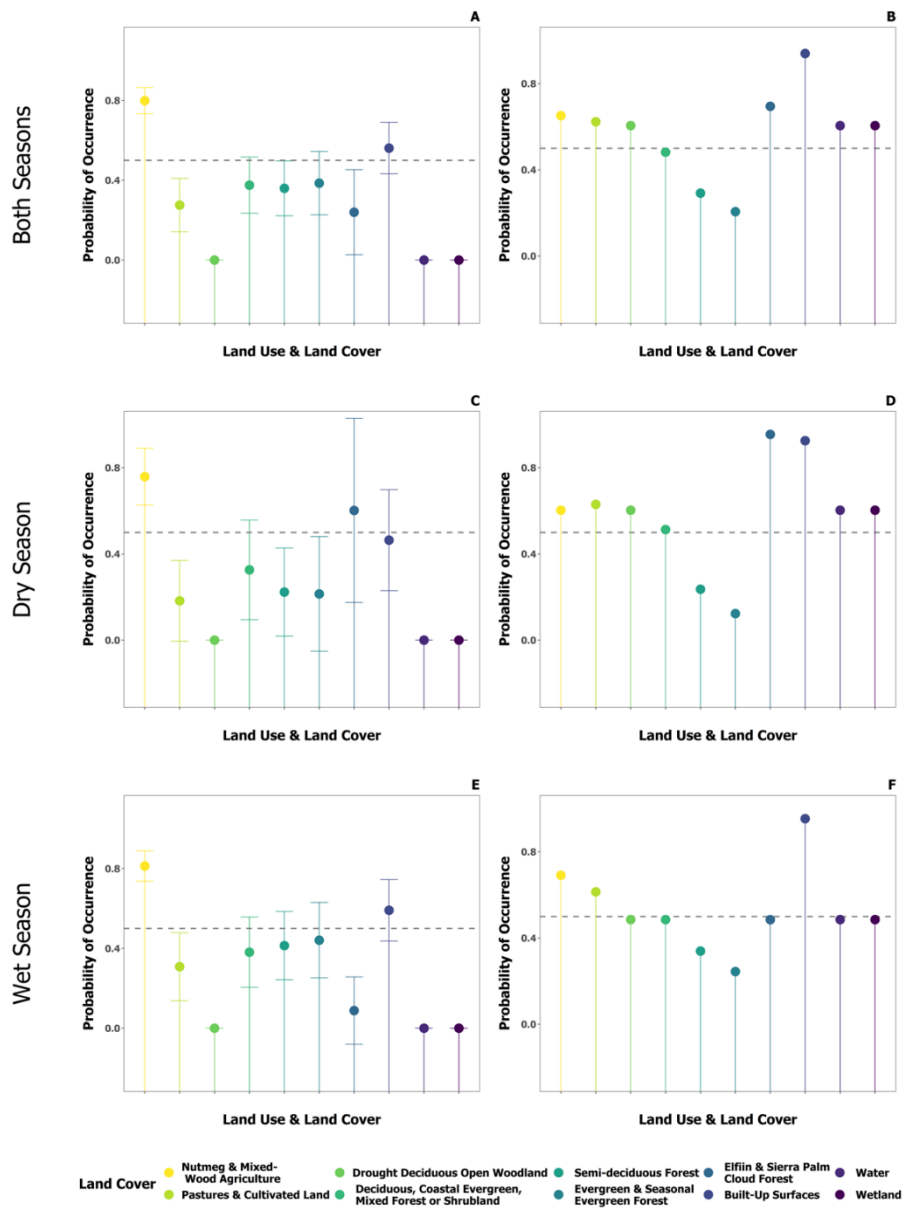 A
B
Both Seasons
Probability of Occurrence
0.8
0.4
0.0
Land Use & Land Cover
Probability of Occurrence
0.8
0.4
0.0
Land Use & Land Cover
C
D
Dry Season
Probability of Occurrence
0.8
0.4
0.0
Land Use & Land Cover
Probability of Occurrence
0.8
0.4
0.0
Land Use & Land Cover
E
F
Wet Season
Probability of Occurrence
0.8
0.4
0.0
Land Use & Land Cover
Probability of Occurrence
0.8
0.4
0.0
Land Use & Land Cover
Land Cover
Nutmeg & Mixed-
Wood Agriculture
Pastures & Cultivated Land
Drought Deciduous Open Woodland
Deciduous, Coastal Evergreen,
Mixed Forest or Shrubland
Semi-deciduous Forest
Evergreen & Seasonal
Evergreen Forest
Elfiin & Sierra Palm
Cloud Forest
Built-Up Surfaces
Water
Wetland